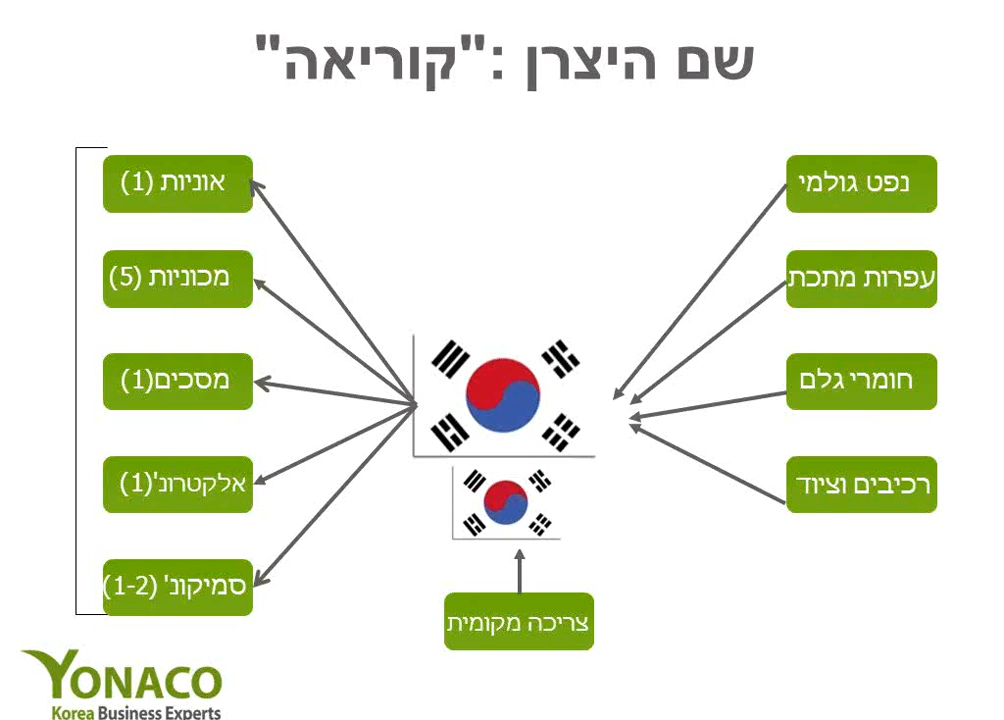 שם היצרן :"קוריאה"
נפט גולמי
עפרות מתכת
חומרי גלם
רכיבים וציוד
אוניות (1)
מכוניות (5)
מסכים(1)
אלקטרונ'(1)
סמיקונ' (1-2)
צריכה מקומית
YONACO
Korea Business Experts